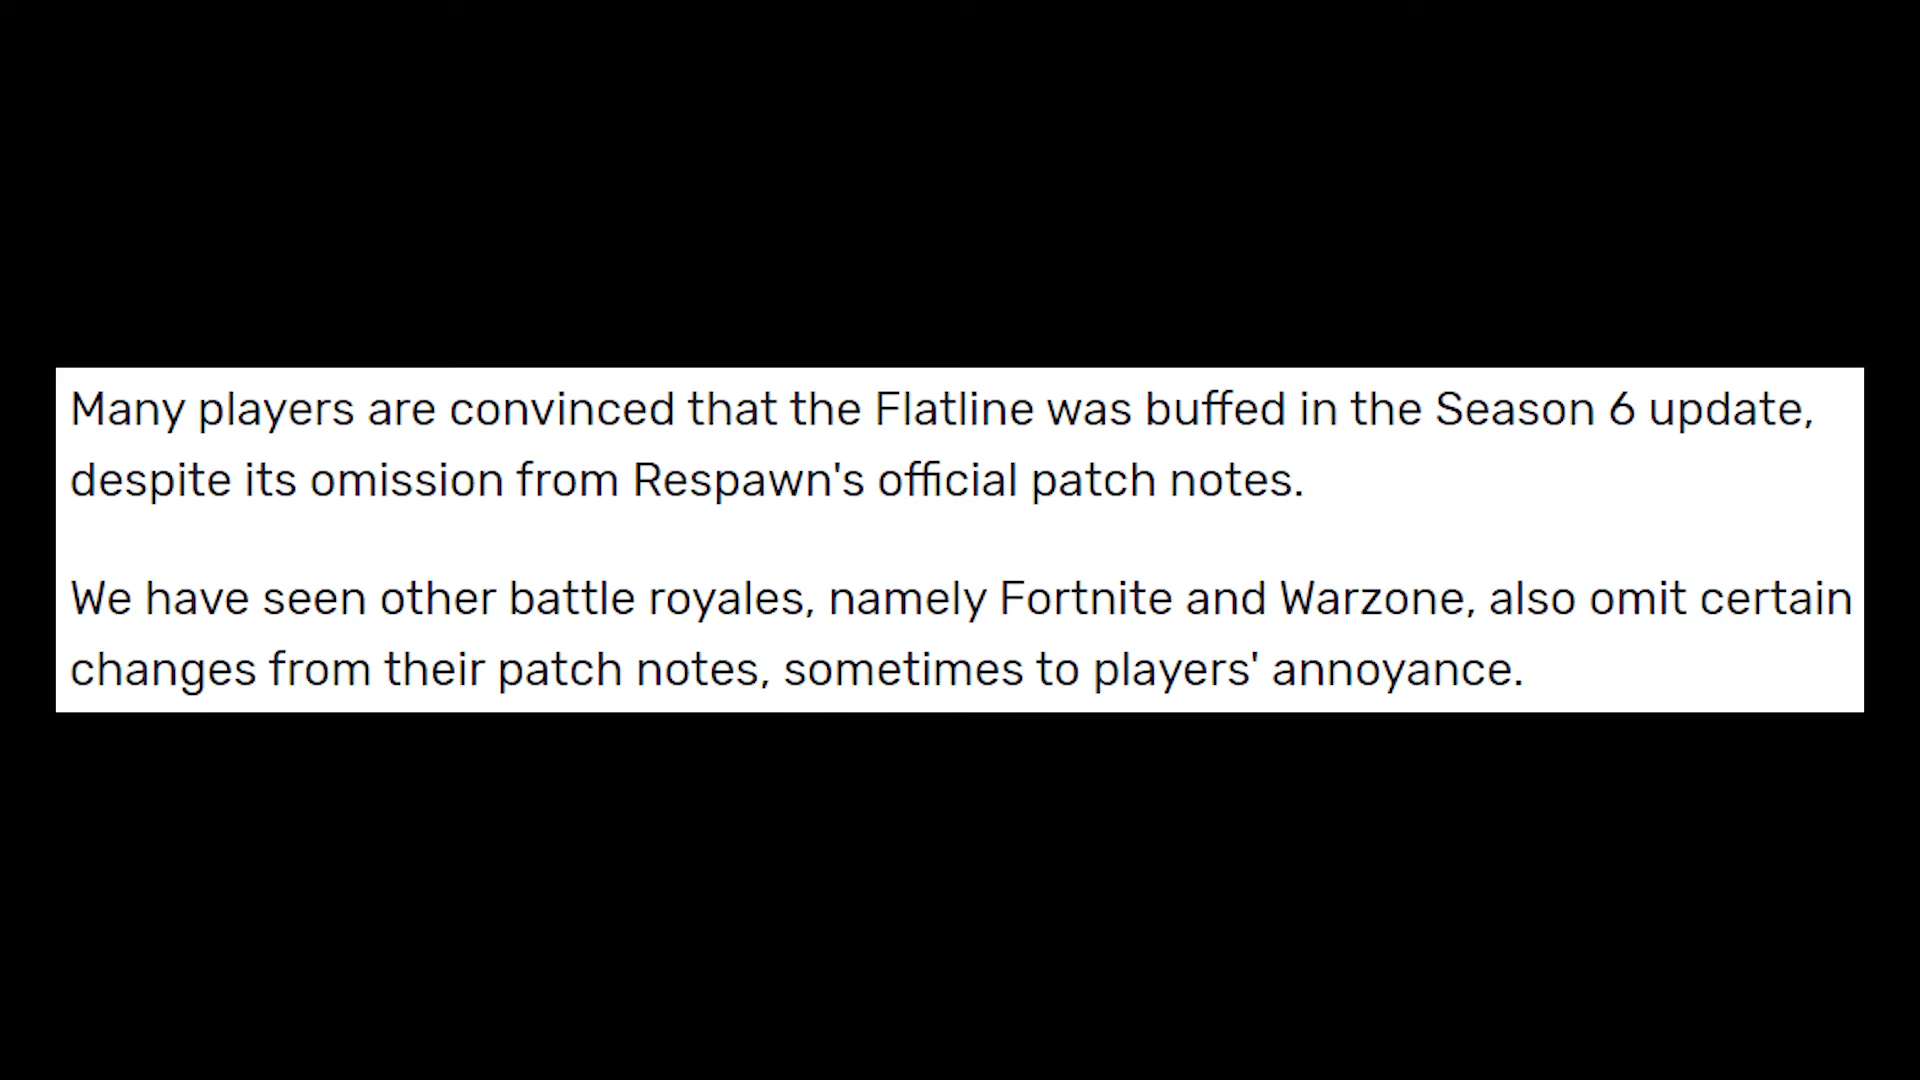 Many players are convinced that the Flatline was buffed in the Season 6 update,
despite its omission from Respawn's official patch notes.
We have seen other battle royales, namely Fortnite and Warzone, also omit certain
changes from their patch notes, sometimes to players' annoyance.